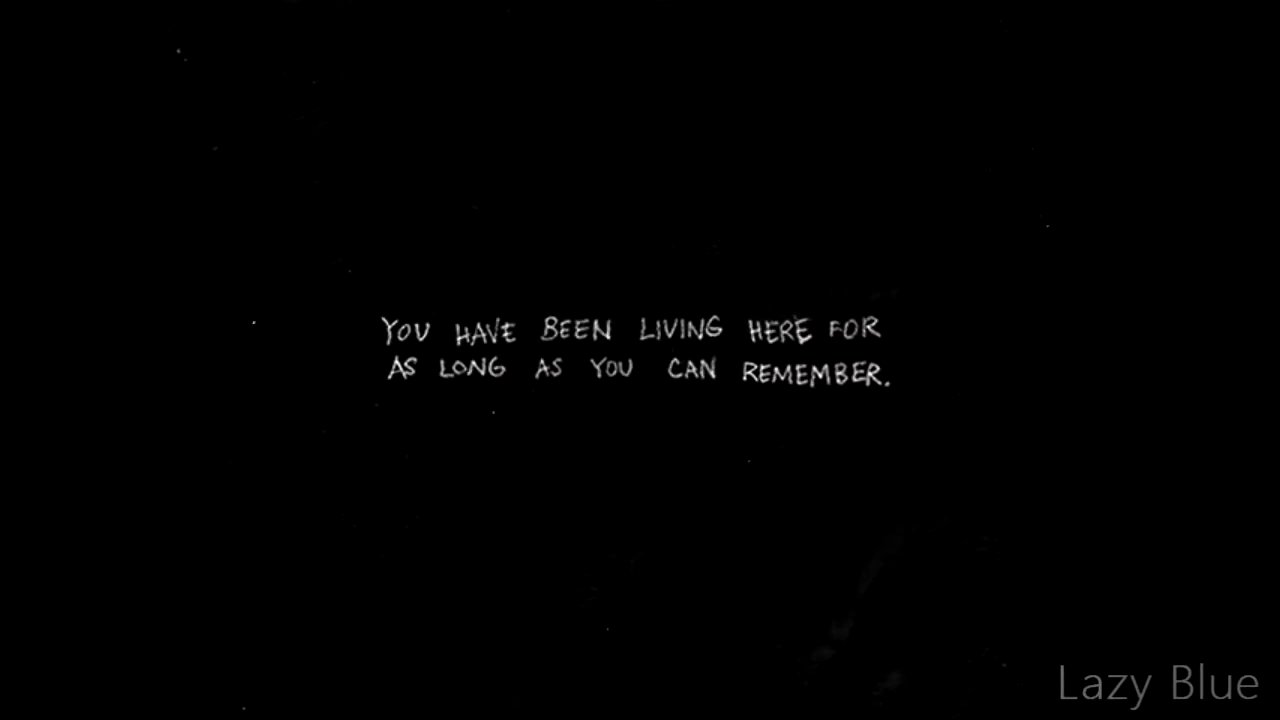 YOU HAVE BEEN LIVING HERE FOR
AS LONG AS YOU CAN REMEMBER.
Lazy Blue